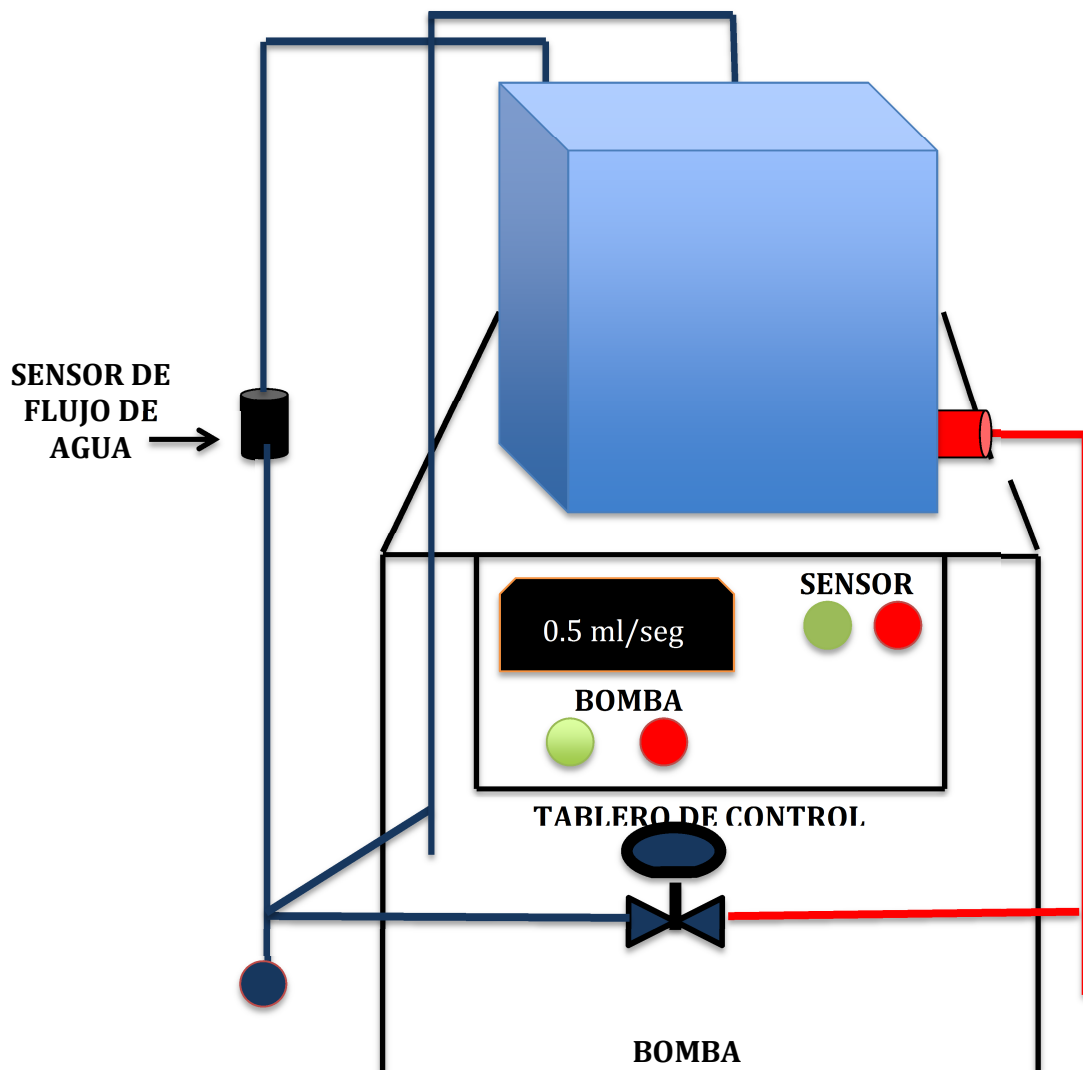 SENSOR DE
FLUJO DE
AGUA
SENSOR
0.5 ml/seg
BOMBA
TABLERO DE CONTROL
BOMBA